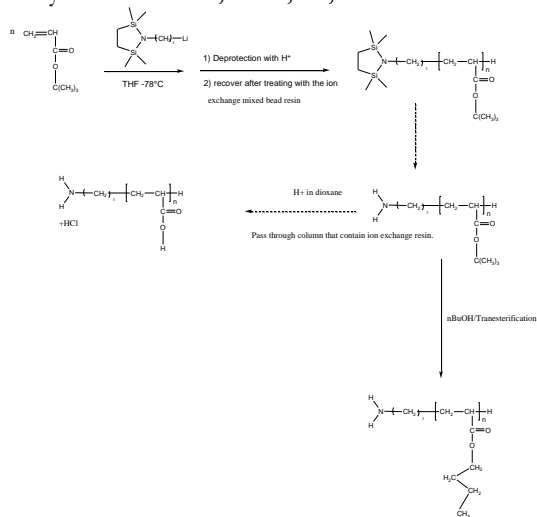 n
CH₂=CH
C=O
O
C(CH₃)₃
Si
N-(-CH₂-)-Li
Si
THF -78°C
1) Deprotection with H⁺
2) recover after treating with the ion
exchange mixed bead resin
Si
N-(-CH₂-)₃-[-CH₂-CH-]-H
n
Si
C=O
O
C(CH₃)₃
H
N-(-CH₂-)₃-[-CH₂-CH-]-H
n
H
C=O
+HCl
O
H
H+ in dioxane
Pass through column that contain ion exchange resin.
H
N-(-CH₂-)₃-[-CH₂-CH-]-H
n
H
C=O
O
C(CH₃)₃
nBuOH/Tranesterification
H
N-(-CH₂-)₃-[-CH₂-CH-]-H
n
H
C=O
O
CH₂
H₂C
CH₂